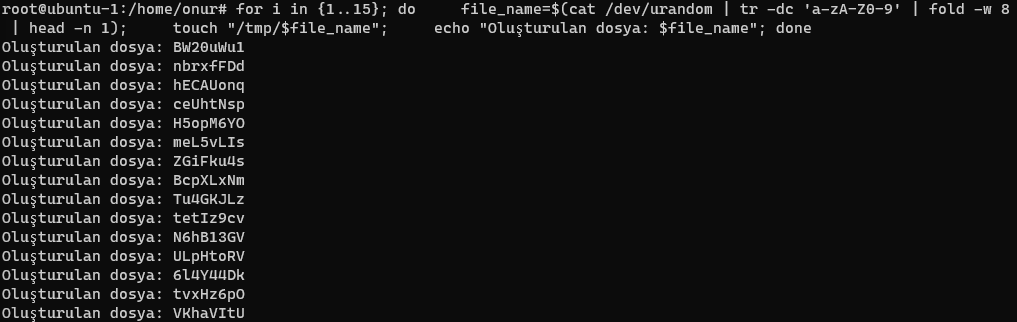 root@ubuntu-1:/home/onur# for i in {1..15}; do     file_name=$(cat /dev/urandom | tr -dc 'a-zA-Z0-9' | fold -w 8
 | head -n 1);     touch "/tmp/$file_name";     echo "Oluşturulan dosya: $file_name"; done
Oluşturulan dosya: BW20uWu1
Oluşturulan dosya: nbrxfFDd
Oluşturulan dosya: hECAUonq
Oluşturulan dosya: ceUhtNsp
Oluşturulan dosya: H5opM6YO
Oluşturulan dosya: meL5vLIs
Oluşturulan dosya: ZGiFku4s
Oluşturulan dosya: BcpXLxNm
Oluşturulan dosya: Tu4GKJLz
Oluşturulan dosya: tetIz9cv
Oluşturulan dosya: N6hB13GV
Oluşturulan dosya: ULpHtoRV
Oluşturulan dosya: 6l4Y44Dk
Oluşturulan dosya: tvxHz6pO
Oluşturulan dosya: VKhaVItU